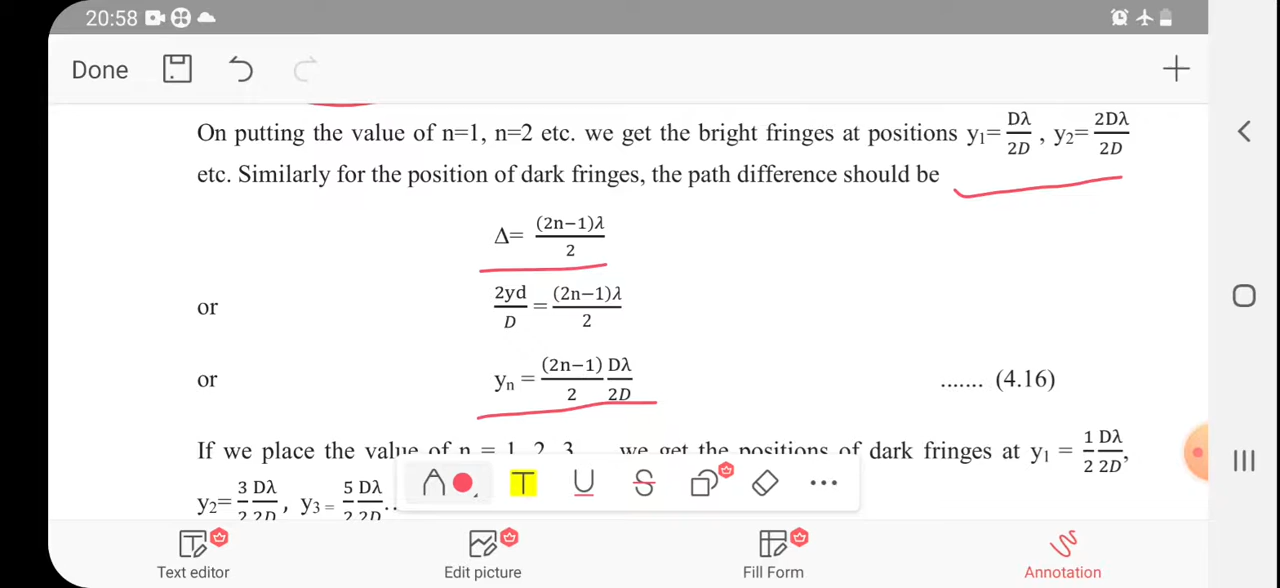 20:58
Done
On putting the value of n=1, n=2 etc. we get the bright fringes at positions y₁= Dλ/2D , y₂= 2Dλ/2D
etc. Similarly for the position of dark fringes, the path difference should be
Δ= (2n−1)λ/2
or 2yd/D = (2n−1)λ/2
or yₙ = (2n−1)/2 Dλ/2D ....... (4.16)
If we place the value of n = 1, 2, 3 we get the positions of dark fringes at y₁ = 1/2 Dλ/2D,
y₂= 3/2 Dλ/2D , y₃ = 5/2 Dλ/2D ..
T U S
Text editor Edit picture Fill Form Annotation